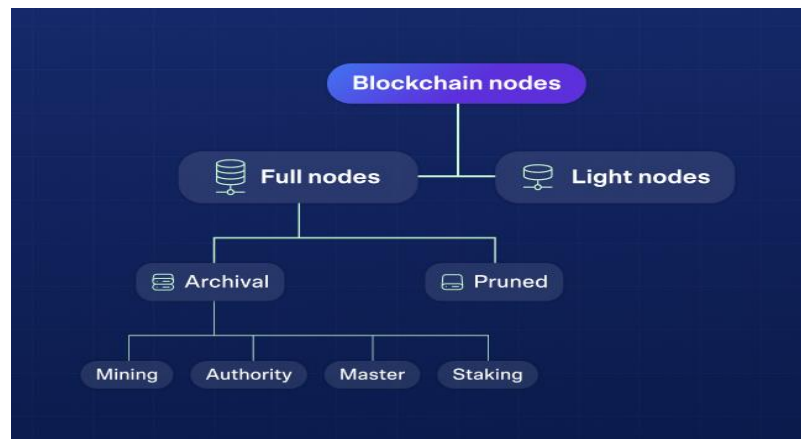 Blockchain nodes
Full nodes
Light nodes
Archival
Pruned
Mining
Authority
Master
Staking